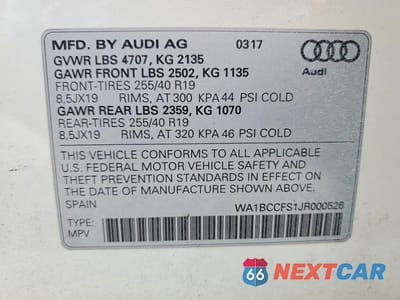 MFD. BY AUDI AG 0317
GVWR LBS 4707, KG 2135
GAWR FRONT LBS 2502, KG 1135
FRONT-TIRES 255/40 R19
8,5JX19 RIMS, AT 300 KPA 44 PSI COLD
GAWR REAR LBS 2359, KG 1070
REAR-TIRES 255/40 R19
8,5JX19 RIMS, AT 320 KPA 46 PSI COLD
Audi
THIS VEHICLE CONFORMS TO ALL APPLICABLE
U.S. FEDERAL MOTOR VEHICLE SAFETY, BUMPER,
AND THEFT PREVENTION STANDARDS IN EFFECT
ON THE DATE OF MANUFACTURE SHOWN ABOVE.
SPAIN WA1BCCFS1JR000526
TYPE:
MPV
66 NEXTCAR